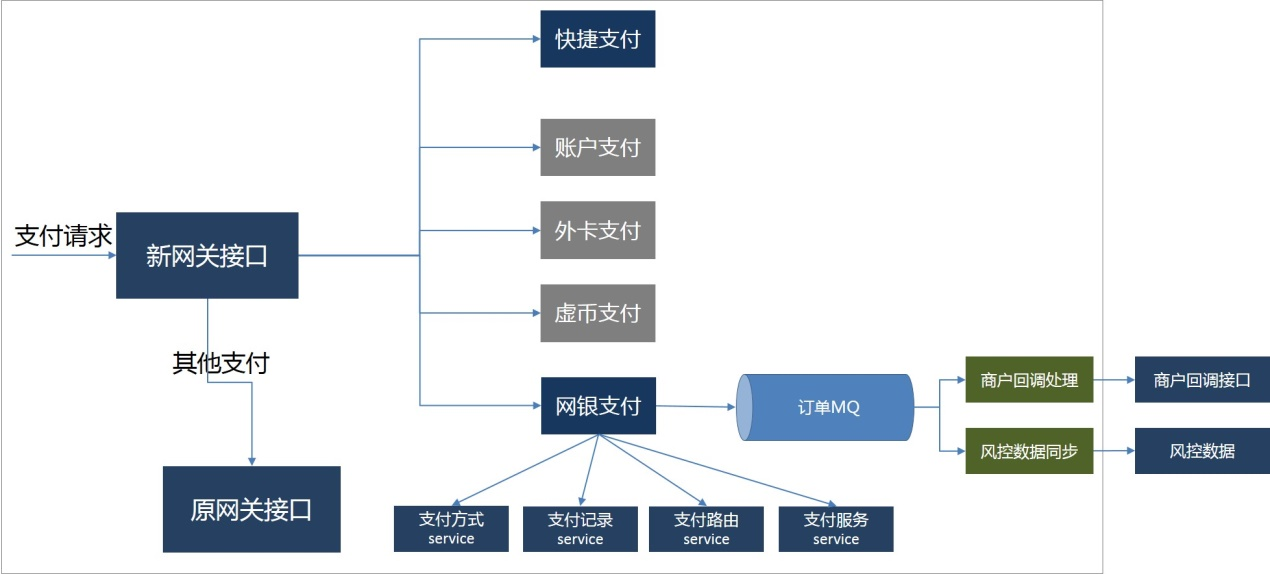 快捷支付
账户支付
支付请求
新网关接口
外卡支付
虚币支付
其他支付
网银支付
订单MQ
商户回调处理
商户回调接口
风控数据同步
风控数据
原网关接口
支付方式
service
支付记录
service
支付路由
service
支付服务
service